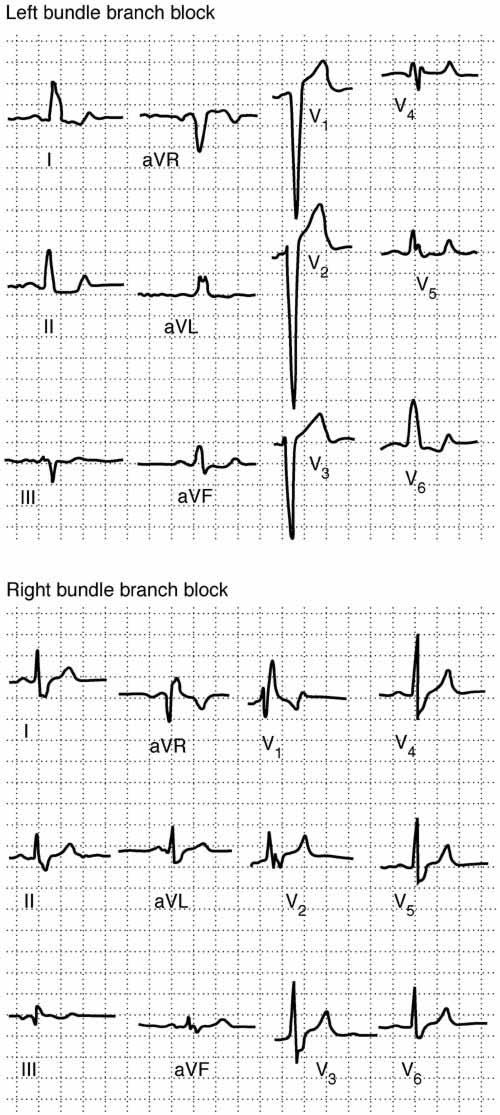 Left bundle branch block
I
aVR
V1
V4
II
aVL
V2
V5
III
aVF
V3
V6
Right bundle branch block
I
aVR
V1
V4
II
aVL
V2
V5
III
aVF
V3
V6